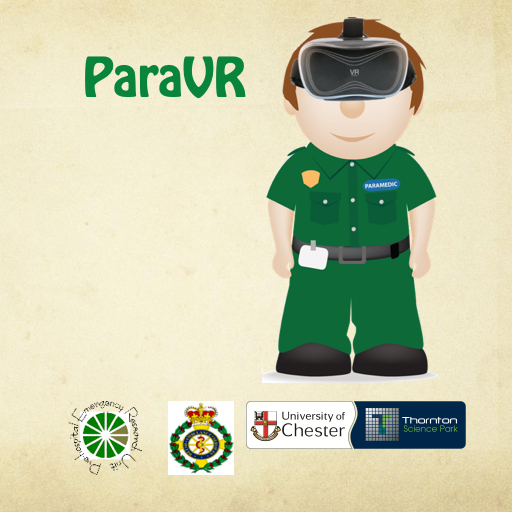 ParaVR
VR
PARAMEDIC
Pre-hospital Emergency Research Unit
University of
Chester
Thornton
Science Park